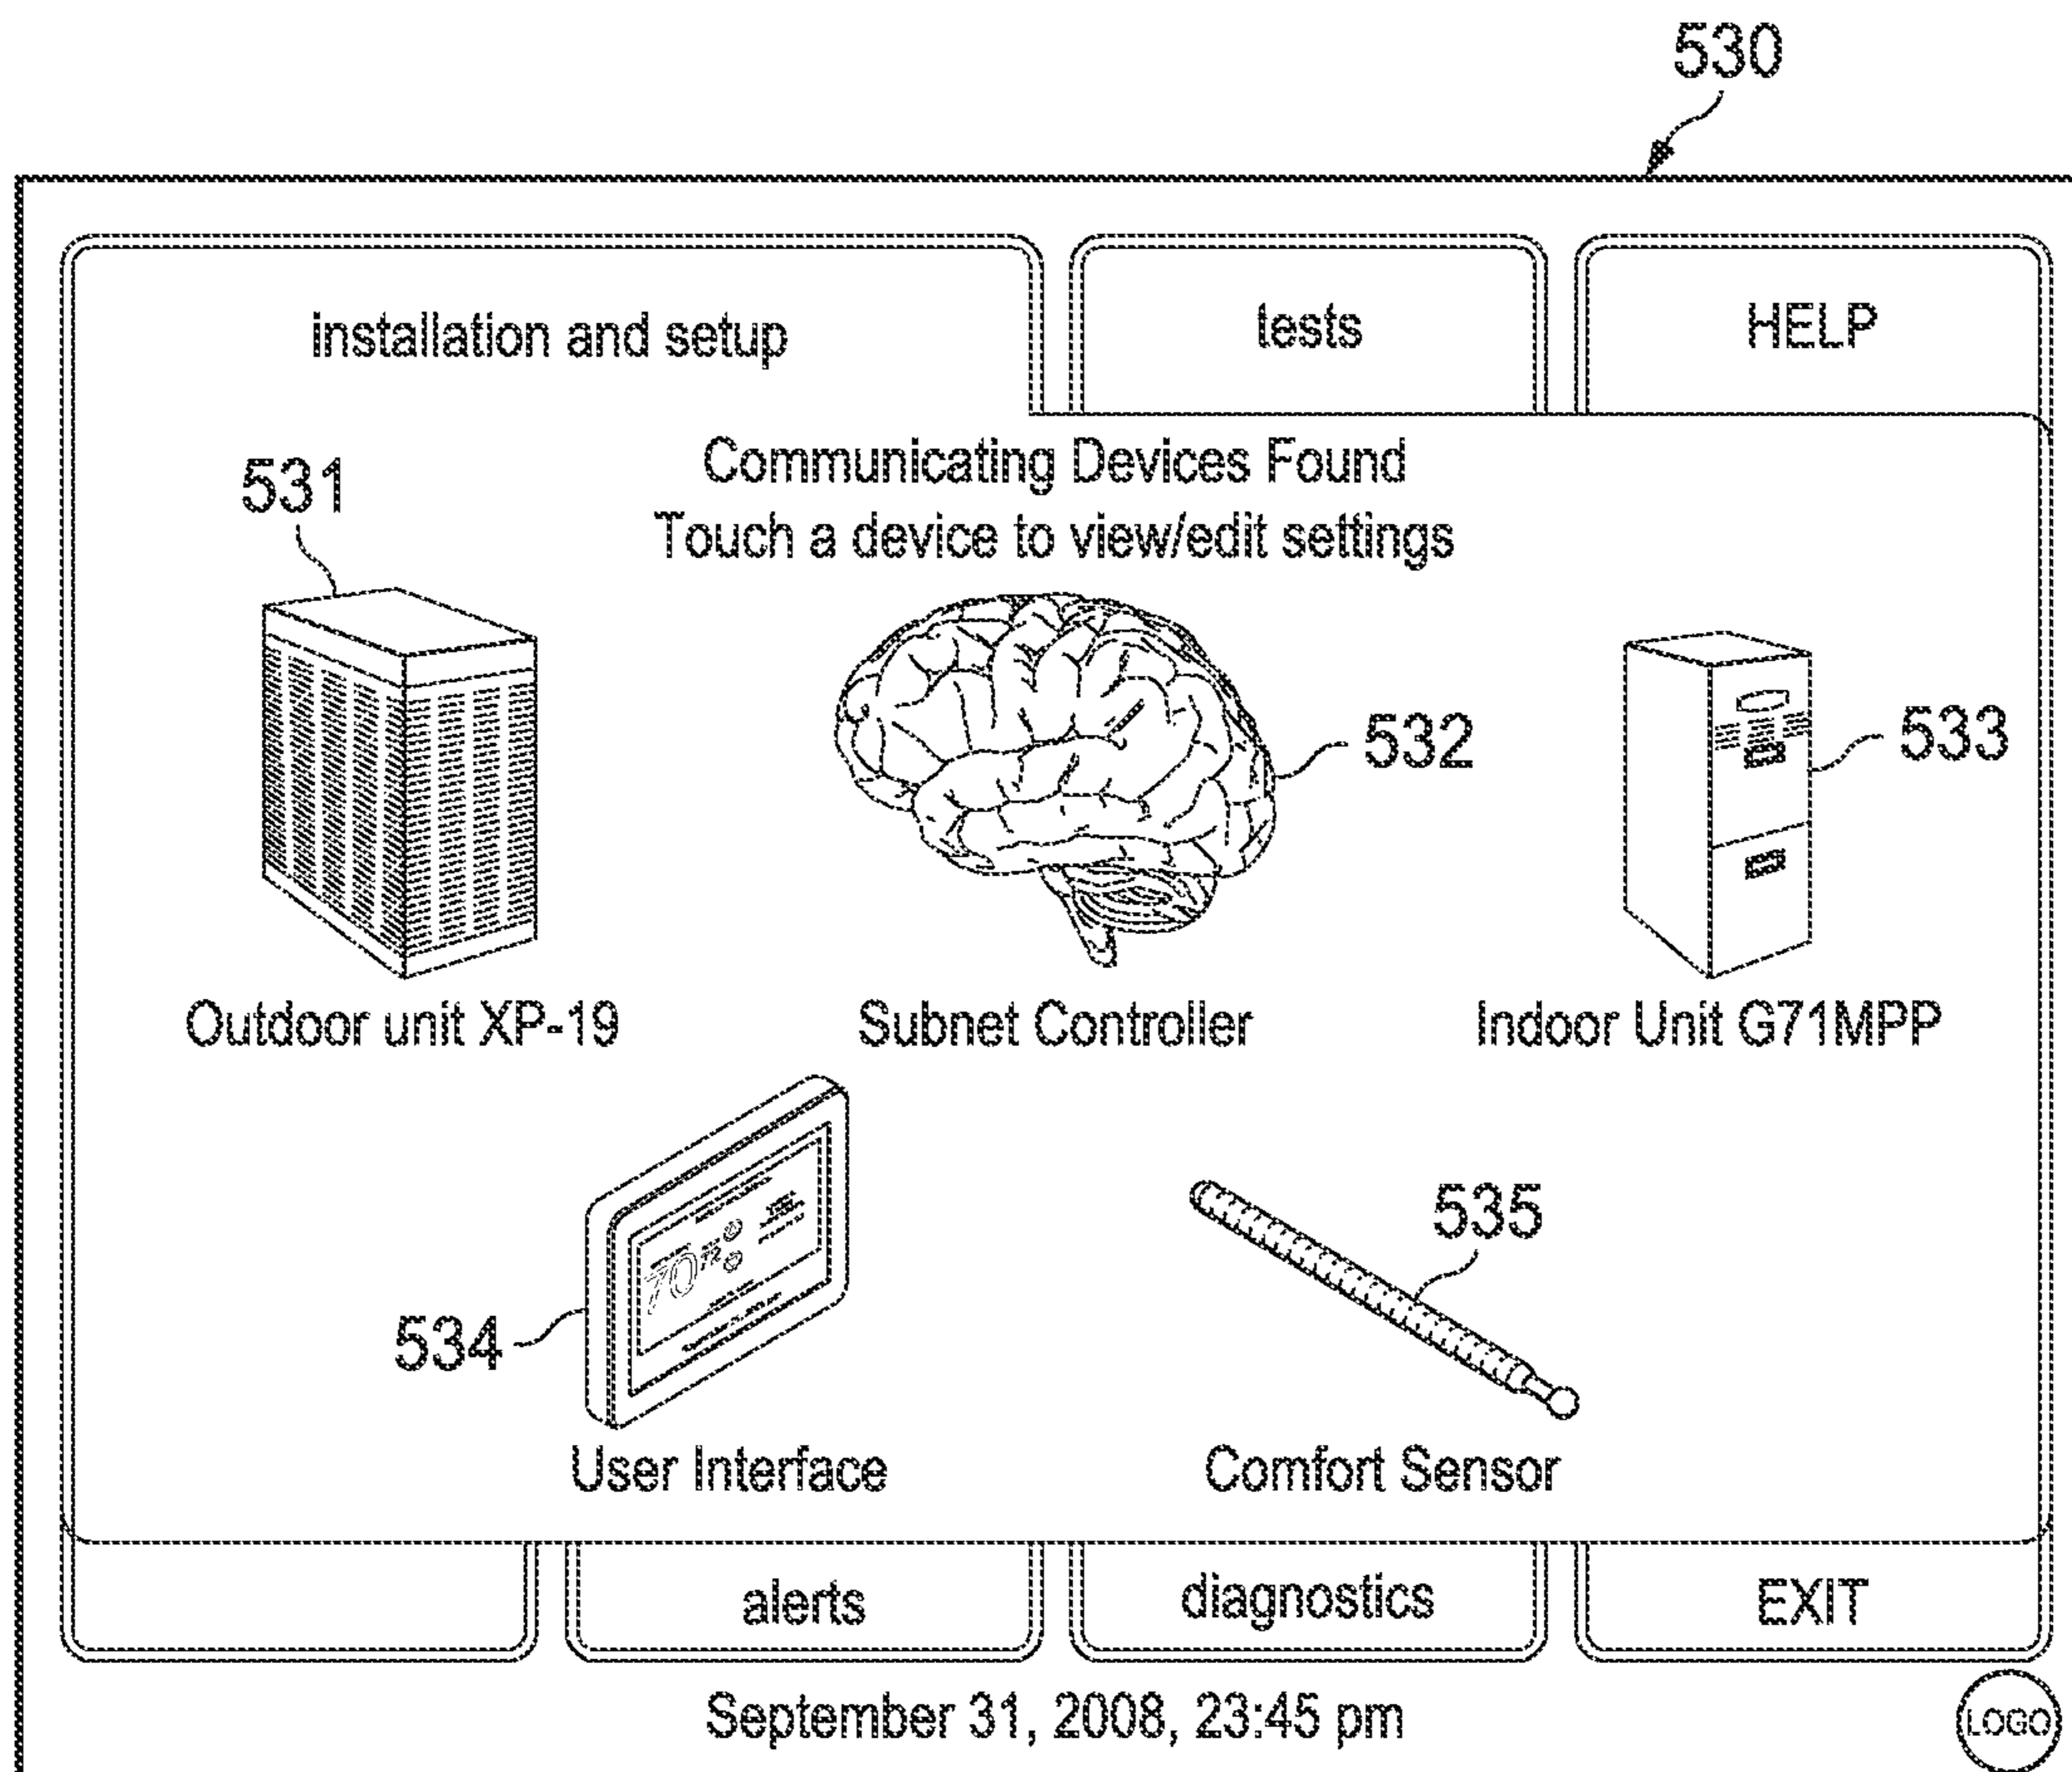 530
installation and setup
tests
HELP
Communicating Devices Found
Touch a device to view/edit settings
531
532
533
Outdoor unit XP-19
Subnet Controller
Indoor Unit G71MPP
70
534
535
User Interface
Comfort Sensor
alerts
diagnostics
EXIT
September 31, 2008, 23:45 pm
LOGO